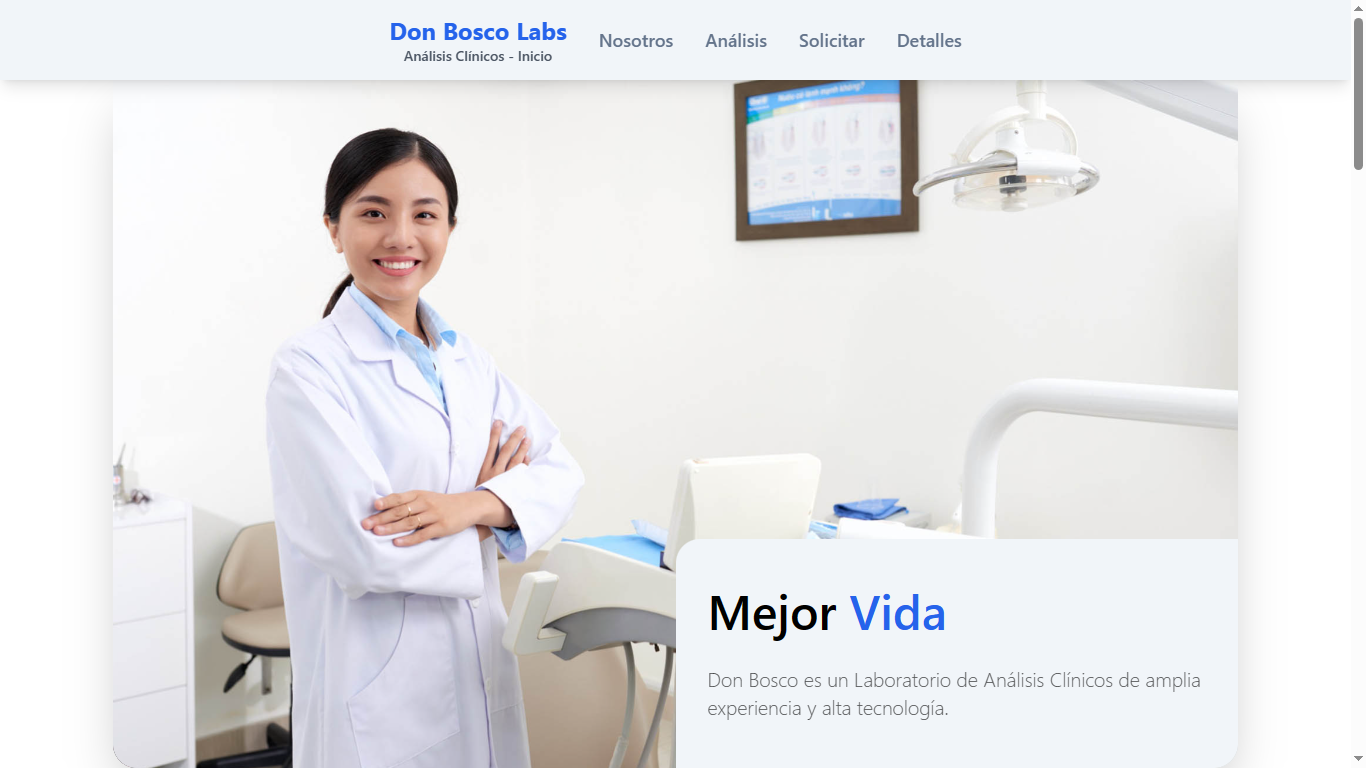 Don Bosco Labs
Análisis Clínicos - Inicio
Nosotros
Análisis
Solicitar
Detalles
Mejor Vida
Don Bosco es un Laboratorio de Análisis Clínicos de amplia
experiencia y alta tecnología.